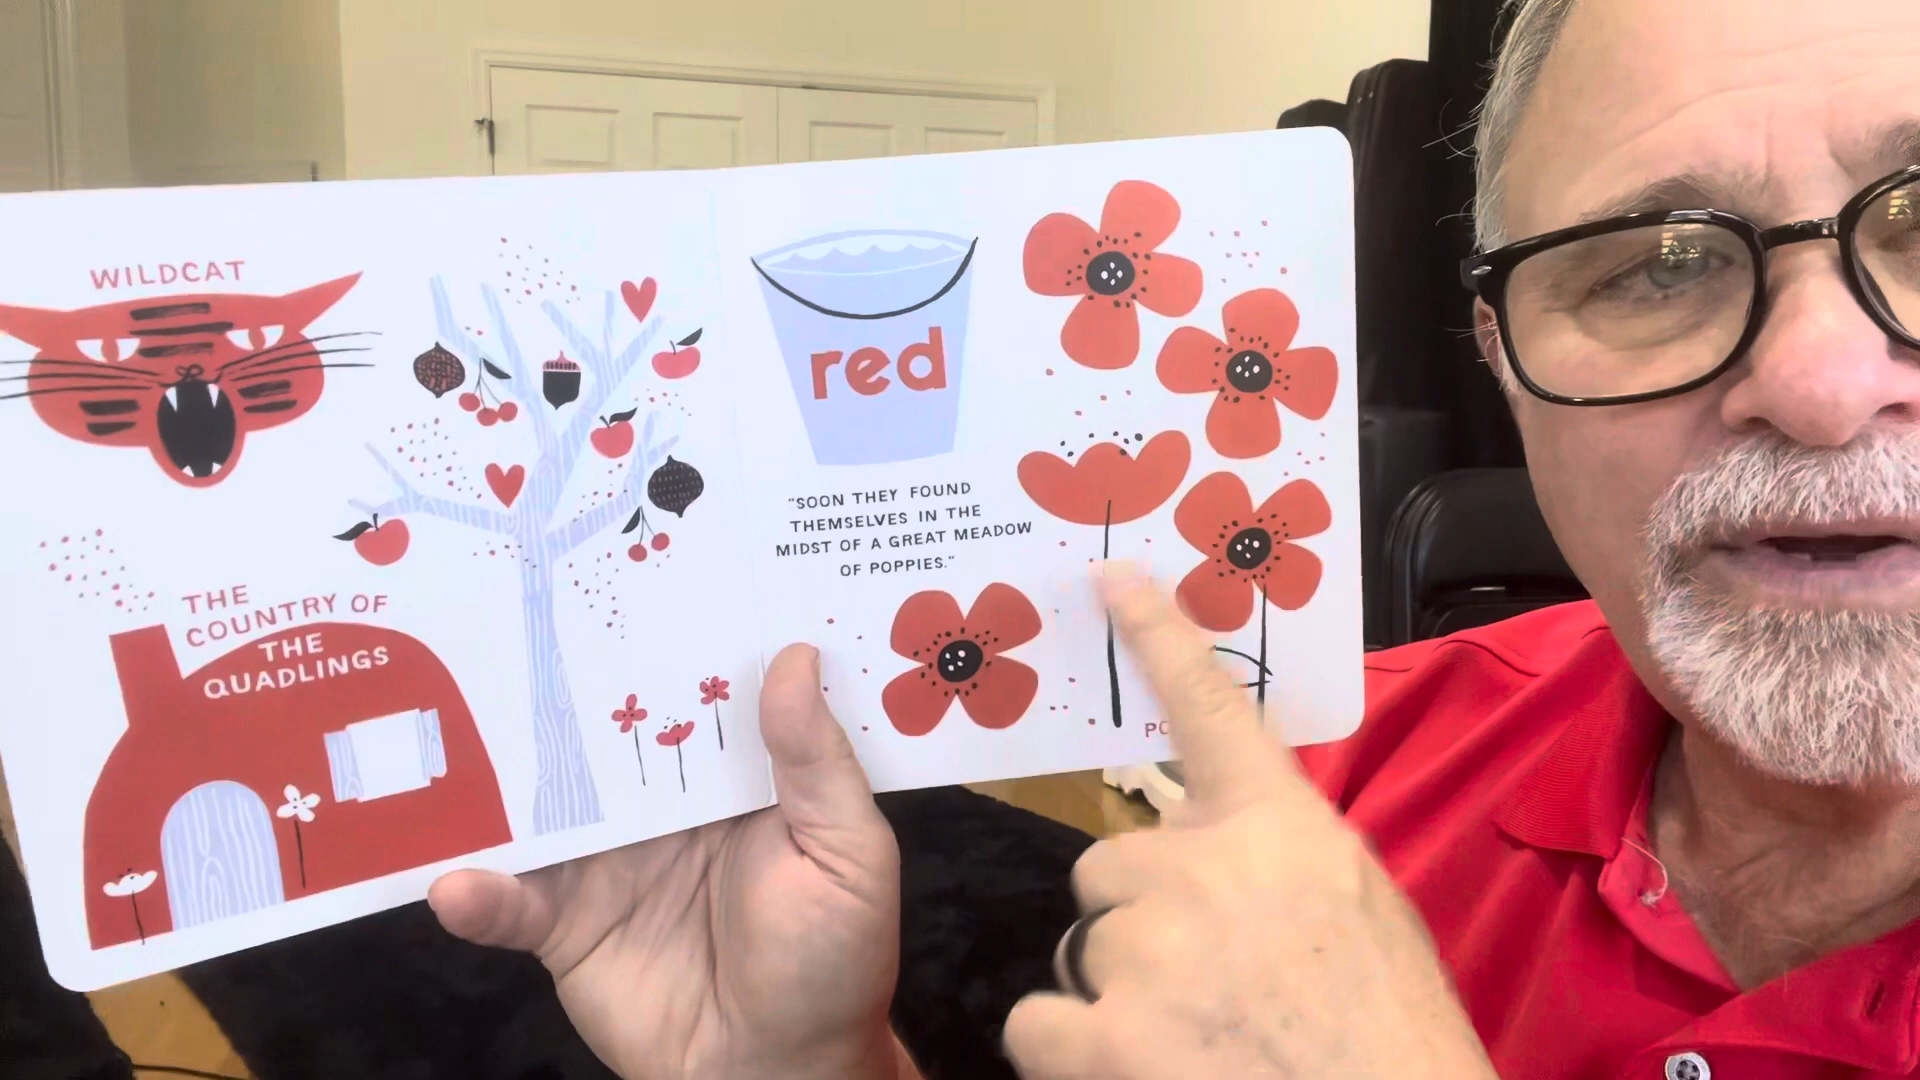 WILDCAT
THE
COUNTRY OF
THE
QUADLINGS
red
"SOON THEY FOUND
THEMSELVES IN THE
MIDST OF A GREAT MEADOW
OF POPPIES."